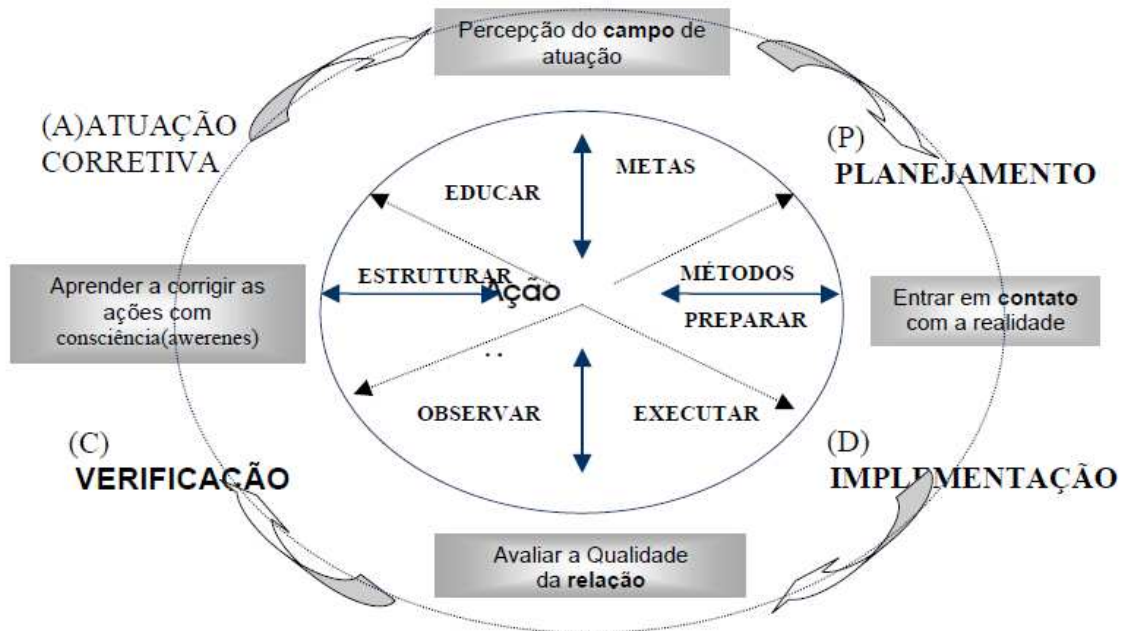 Percepção do campo de
atuação
(A)ATUAÇÃO
CORRETIVA
(P)
PLANEJAMENTO
METAS
EDUCAR
ESTRUTURAR
Ação
MÉTODOS
PREPARAR
Aprender a corrigir as
ações com
consciência(awerenes)
Entrar em contato
com a realidade
OBSERVAR
EXECUTAR
(C)
VERIFICAÇÃO
(D)
IMPLEMENTAÇÃO
Avaliar a Qualidade
da relação